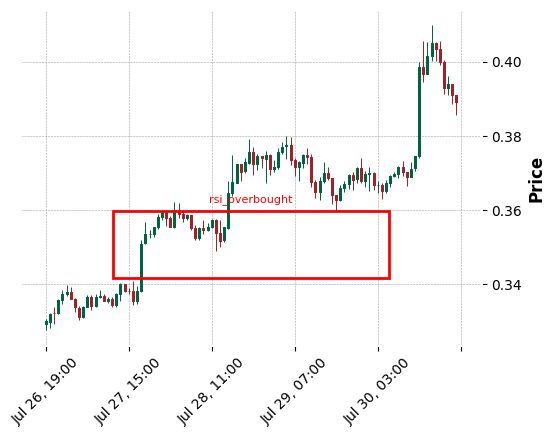 0.40
0.38
rsi_overbought
0.36
0.34
Price
Jul 26, 19:00
Jul 27, 15:00
Jul 28, 11:00
Jul 29, 07:00
Jul 30, 03:00